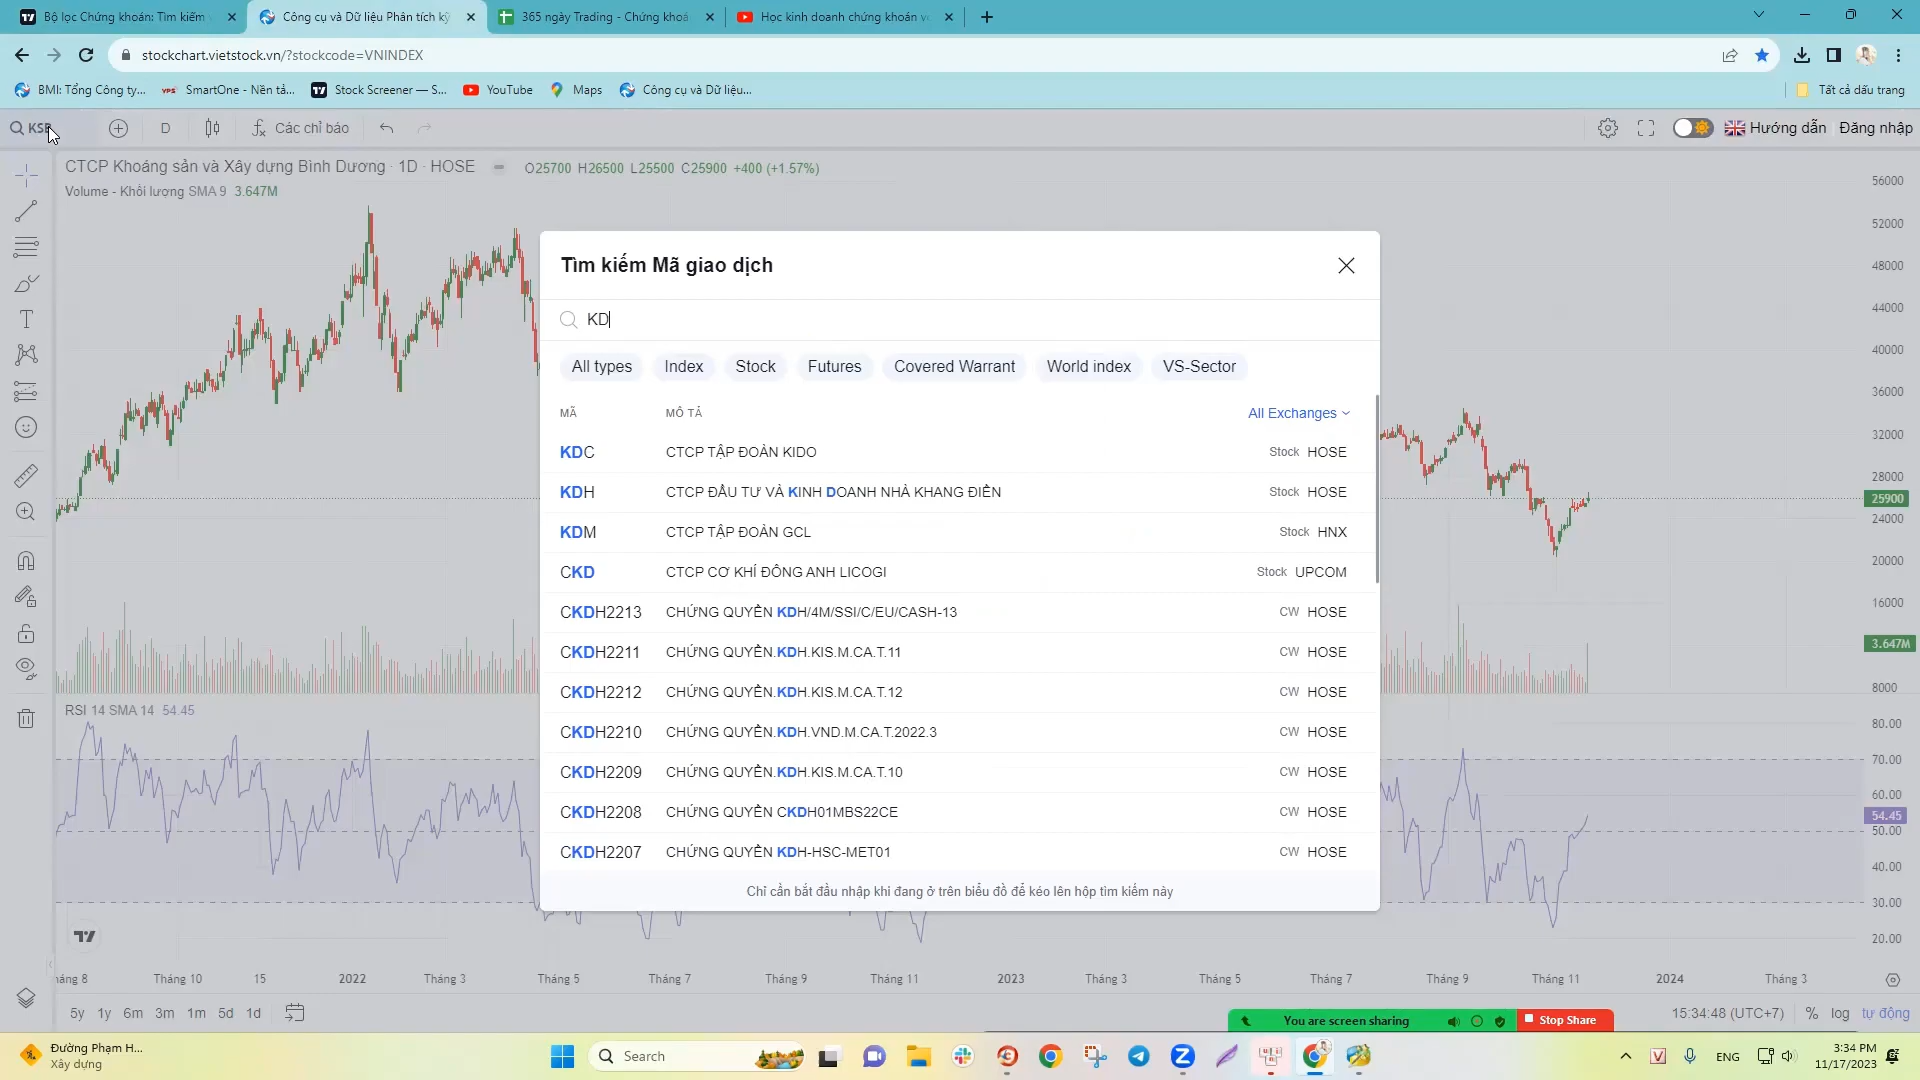 Bộ lọc Chứng khoán: Tìm kiếm
Công cụ và Dữ liệu Phân tích kỹ
365 ngày Trading - Chứng khoá
Học kinh doanh chứng khoán v
stockchart.vietstock.vn/?stockcode=VNINDEX
BMI: Tổng Công ty...
VPS SmartOne - Nền tả...
Stock Screener — S...
YouTube
Maps
Công cụ và Dữ liệu...
Tất cả dấu trang
KSB
D
Các chỉ báo
Hướng dẫn
Đăng nhập
CTCP Khoáng sản và Xây dựng Bình Dương · 1D · HOSE
O25700 H26500 L25500 C25900 +400 (+1.57%)
Volume - Khối lượng SMA 9 3.647M
56000
52000
48000
44000
40000
36000
32000
28000
25900
24000
20000
16000
3.647M
8000
Tìm kiếm Mã giao dịch
KD
All types
Index
Stock
Futures
Covered Warrant
World index
VS-Sector
MÃ MÔ TẢ All Exchanges
KDC CTCP TẬP ĐOÀN KIDO Stock HOSE
KDH CTCP ĐẦU TƯ VÀ KINH DOANH NHÀ KHANG ĐIỀN Stock HOSE
KDM CTCP TẬP ĐOÀN GCL Stock HNX
CKD CTCP CƠ KHÍ ĐÔNG ANH LICOGI Stock UPCOM
CKDH2213 CHỨNG QUYỀN KDH/4M/SSI/C/EU/CASH-13 CW HOSE
CKDH2211 CHỨNG QUYỀN.KDH.KIS.M.CA.T.11 CW HOSE
CKDH2212 CHỨNG QUYỀN.KDH.KIS.M.CA.T.12 CW HOSE
CKDH2210 CHỨNG QUYỀN.KDH.VND.M.CA.T.2022.3 CW HOSE
CKDH2209 CHỨNG QUYỀN.KDH.KIS.M.CA.T.10 CW HOSE
CKDH2208 CHỨNG QUYỀN CKDH01MBS22CE CW HOSE
CKDH2207 CHỨNG QUYỀN KDH-HSC-MET01 CW HOSE
Chỉ cần bắt đầu nhập khi đang ở trên biểu đồ để kéo lên hộp tìm kiếm này
RSI 14 SMA 14 54.45
80.00
70.00
60.00
54.45
50.00
40.00
30.00
20.00
háng 8
Tháng 10
15
2022
Tháng 3
Tháng 5
Tháng 7
Tháng 9
Tháng 11
2023
Tháng 3
Tháng 5
Tháng 7
Tháng 9
Tháng 11
2024
Tháng 3
5y 1y 6m 3m 1m 5d 1d
You are screen sharing
Stop Share
15:34:48 (UTC+7) % log tự động
Đường Phạm H...
Xây dựng
Search
ENG
3:34 PM
11/17/2023